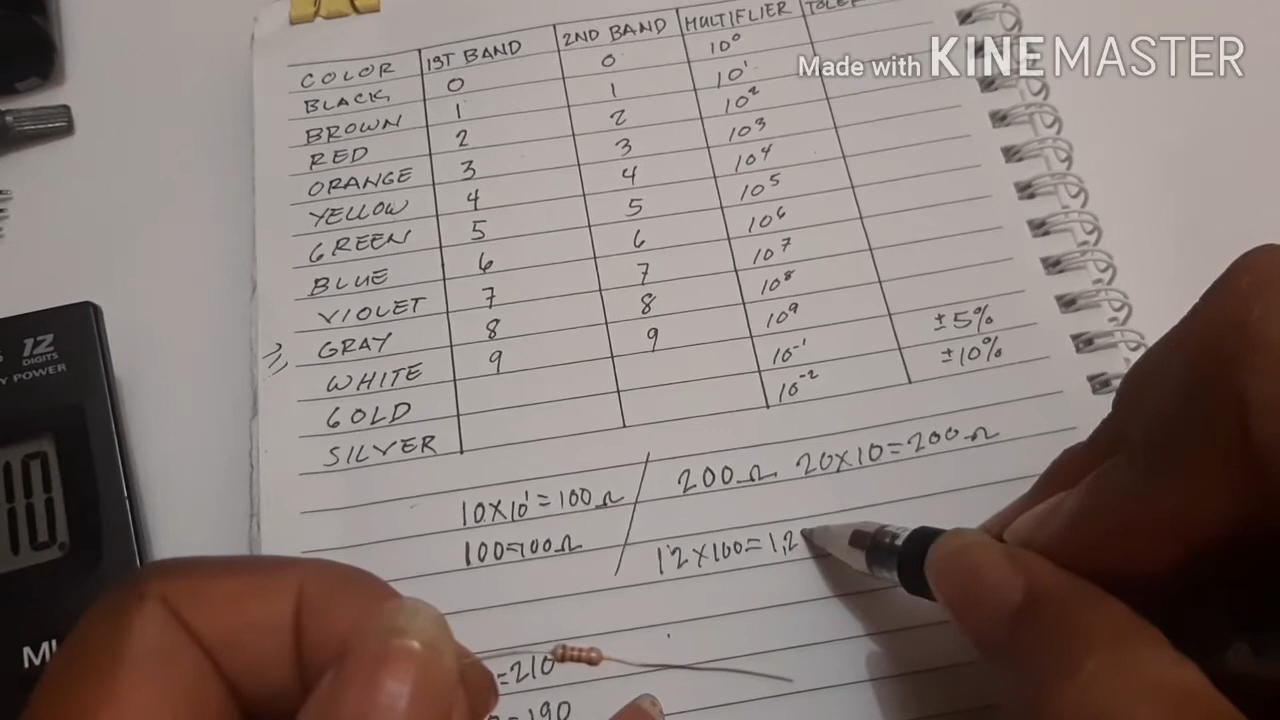 Made with KINEMASTER
COLOR 1ST BAND 2ND BAND MULTIFLIER
BLACK 0 0 10⁰
BROWN 1 1 10¹
RED 2 2 10²
ORANGE 3 3 10³
YELLOW 4 4 10⁴
GREEN 5 5 10⁵
BLUE 6 6 10⁶
VIOLET 7 7 10⁷
GRAY 8 8 10⁸
WHITE 9 9 10⁹
GOLD 10⁻¹ ±5%
SILVER 10⁻² ±10%
10×10¹=100Ω / 200Ω 20×10=200Ω
100=100Ω 12×100=1,2
=210
190
12
DIGITS
POWER
10.